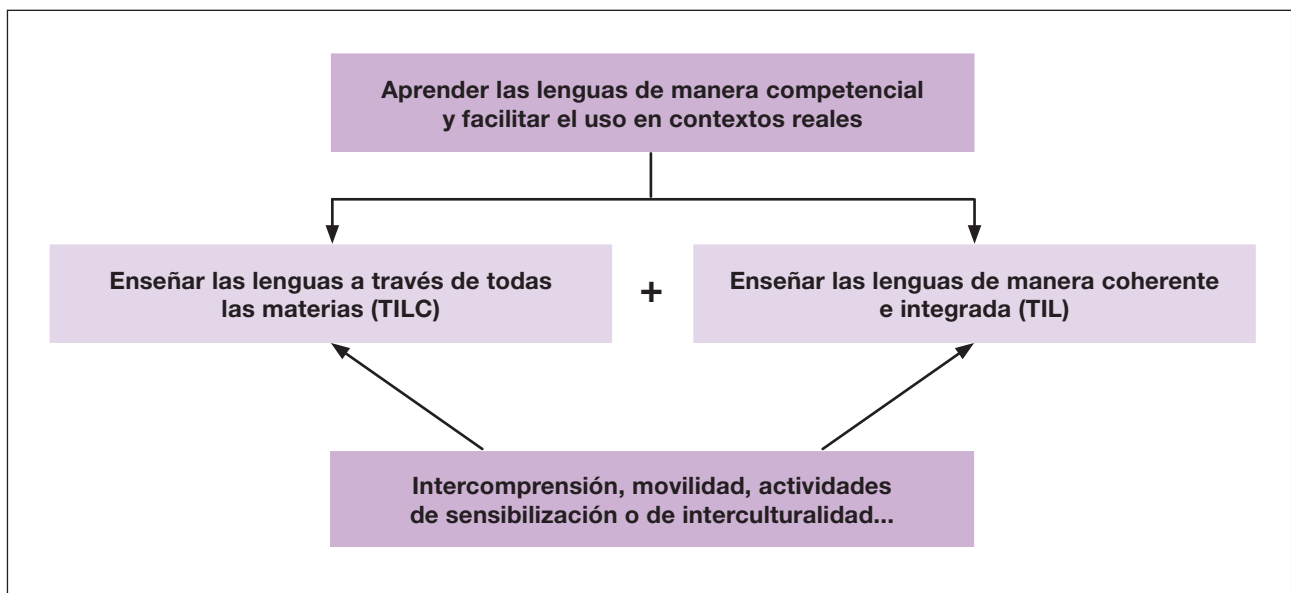 Aprender las lenguas de manera competencial
y facilitar el uso en contextos reales
Enseñar las lenguas a través de todas
las materias (TILC)
+
Enseñar las lenguas de manera coherente
e integrada (TIL)
Intercomprensión, movilidad, actividades
de sensibilización o de interculturalidad...